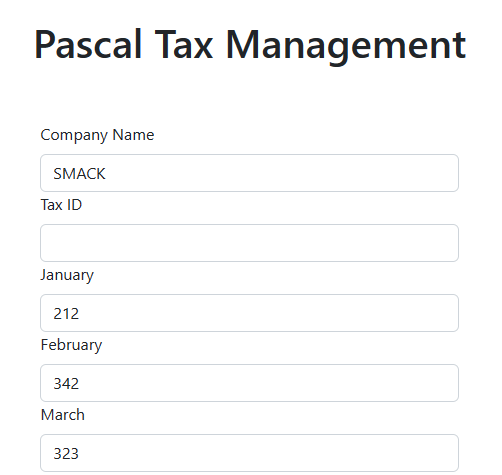 Pascal Tax Management
Company Name
SMACK
Tax ID
January
212
February
342
March
323